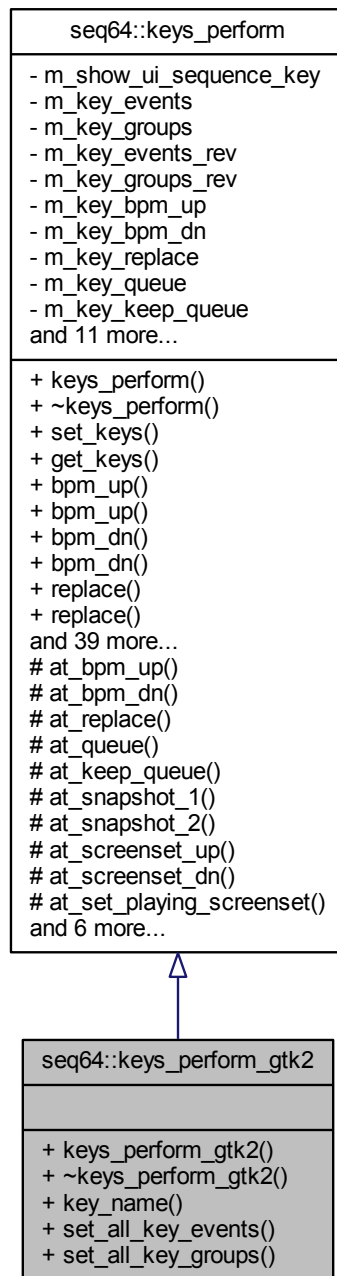 seq64::keys_perform
- m_show_ui_sequence_key
- m_key_events
- m_key_groups
- m_key_events_rev
- m_key_groups_rev
- m_key_bpm_up
- m_key_bpm_dn
- m_key_replace
- m_key_queue
- m_key_keep_queue
and 11 more...
+ keys_perform()
+ ~keys_perform()
+ set_keys()
+ get_keys()
+ bpm_up()
+ bpm_up()
+ bpm_dn()
+ bpm_dn()
+ replace()
+ replace()
and 39 more...
# at_bpm_up()
# at_bpm_dn()
# at_replace()
# at_queue()
# at_keep_queue()
# at_snapshot_1()
# at_snapshot_2()
# at_screenset_up()
# at_screenset_dn()
# at_set_playing_screenset()
and 6 more...
seq64::keys_perform_gtk2
+ keys_perform_gtk2()
+ ~keys_perform_gtk2()
+ key_name()
+ set_all_key_events()
+ set_all_key_groups()